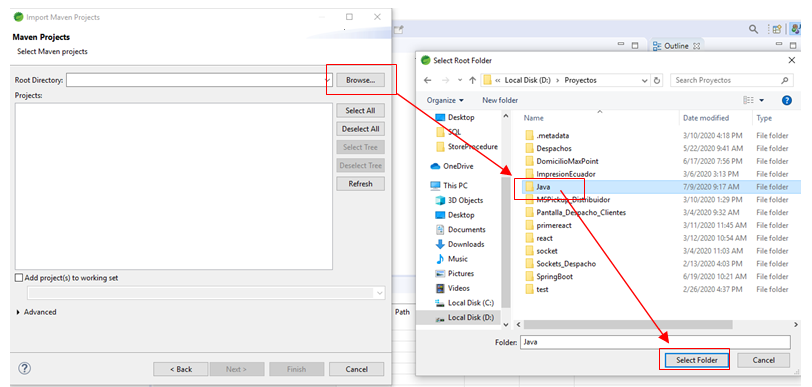 Import Maven Projects
Maven Projects
Select Maven projects
Root Directory:
Browse...
Projects:
Select All
Deselect All
Select Tree
Deselect Tree
Refresh
Add project(s) to working set
Advanced
< Back
Next >
Finish
Cancel
Outline
Path
Select Root Folder
« Local Disk (D:) › Proyectos
Search Proyectos
Organize
New folder
Desktop
SQL
StoreProcedure
OneDrive
This PC
3D Objects
Desktop
Documents
Downloads
Music
Pictures
Videos
Local Disk (C:)
Local Disk (D:)
Name Date modified Type
.metadata 3/10/2020 4:18 PM File folder
Despachos 5/22/2020 9:41 AM File folder
DomicilioMaxPoint 6/17/2020 7:56 PM File folder
ImpresionEcuador 3/6/2020 3:13 PM File folder
Java 7/9/2020 9:17 AM File folder
MSPickup_Distribuidor 3/10/2020 1:29 PM File folder
Pantalla_Despacho_Clientes 3/4/2020 9:32 AM File folder
primereact 3/11/2020 11:45 AM File folder
react 3/12/2020 10:54 AM File folder
socket 3/4/2020 11:03 AM File folder
Sockets_Despacho 2/13/2020 4:03 PM File folder
SpringBoot 6/19/2020 10:21 AM File folder
test 2/26/2020 4:37 PM File folder
Folder: Java
Select Folder
Cancel